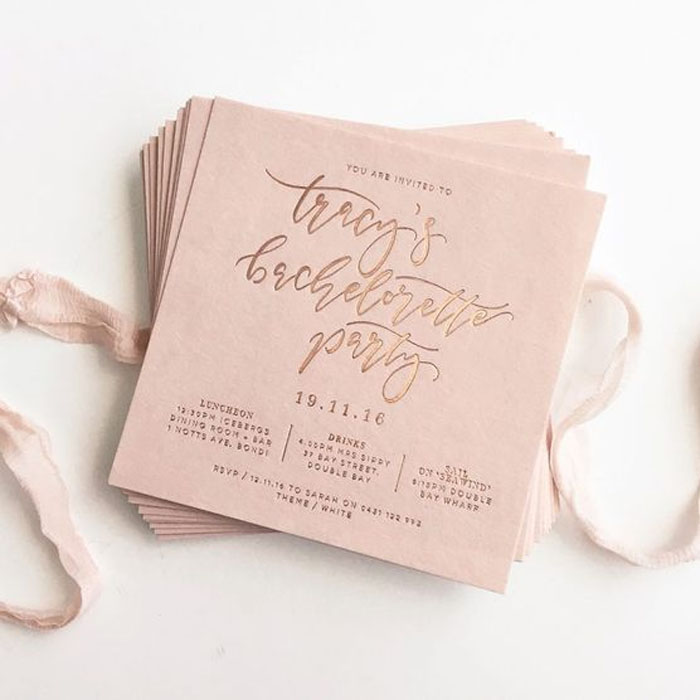 YOU ARE INVITED TO
tracy's
bachelorette
party
19.11.16
LUNCHEON
12:30PM ICEBERGS
DINING ROOM + BAR
1 NOTTS AVE, BONDI
DRINKS
4.00PM MRS SIPPY
37 BAY STREET,
DOUBLE BAY
SAIL
ON 'SEAWIND'
6:15PM DOUBLE
BAY WHARF
RSVP / 12.11.16 TO SARAH ON 0431 122 992
THEME / WHITE